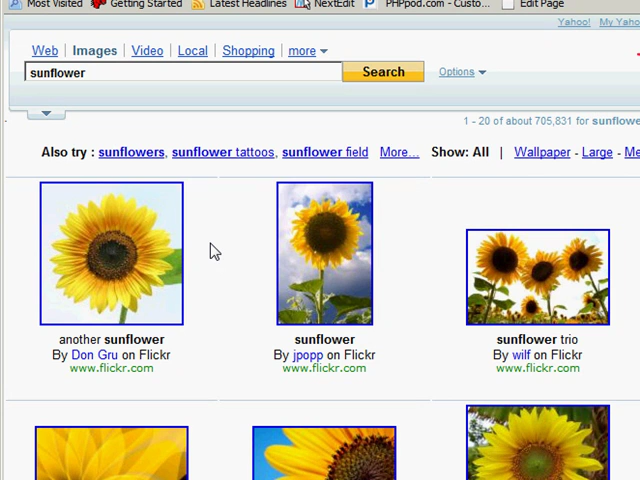 Most Visited Getting Started Latest Headlines NextEdit PHPpod.com - Custo... Edit Page
Yahoo! My Yaho
Web | Images | Video | Local | Shopping | more
sunflower Search Options
1 - 20 of about 705,831 for sunflowe
Also try : sunflowers, sunflower tattoos, sunflower field More... Show: All | Wallpaper - Large - Me
another sunflower
By Don Gru on Flickr
www.flickr.com
sunflower
By jpopp on Flickr
www.flickr.com
sunflower trio
By wilf on Flickr
www.flickr.com